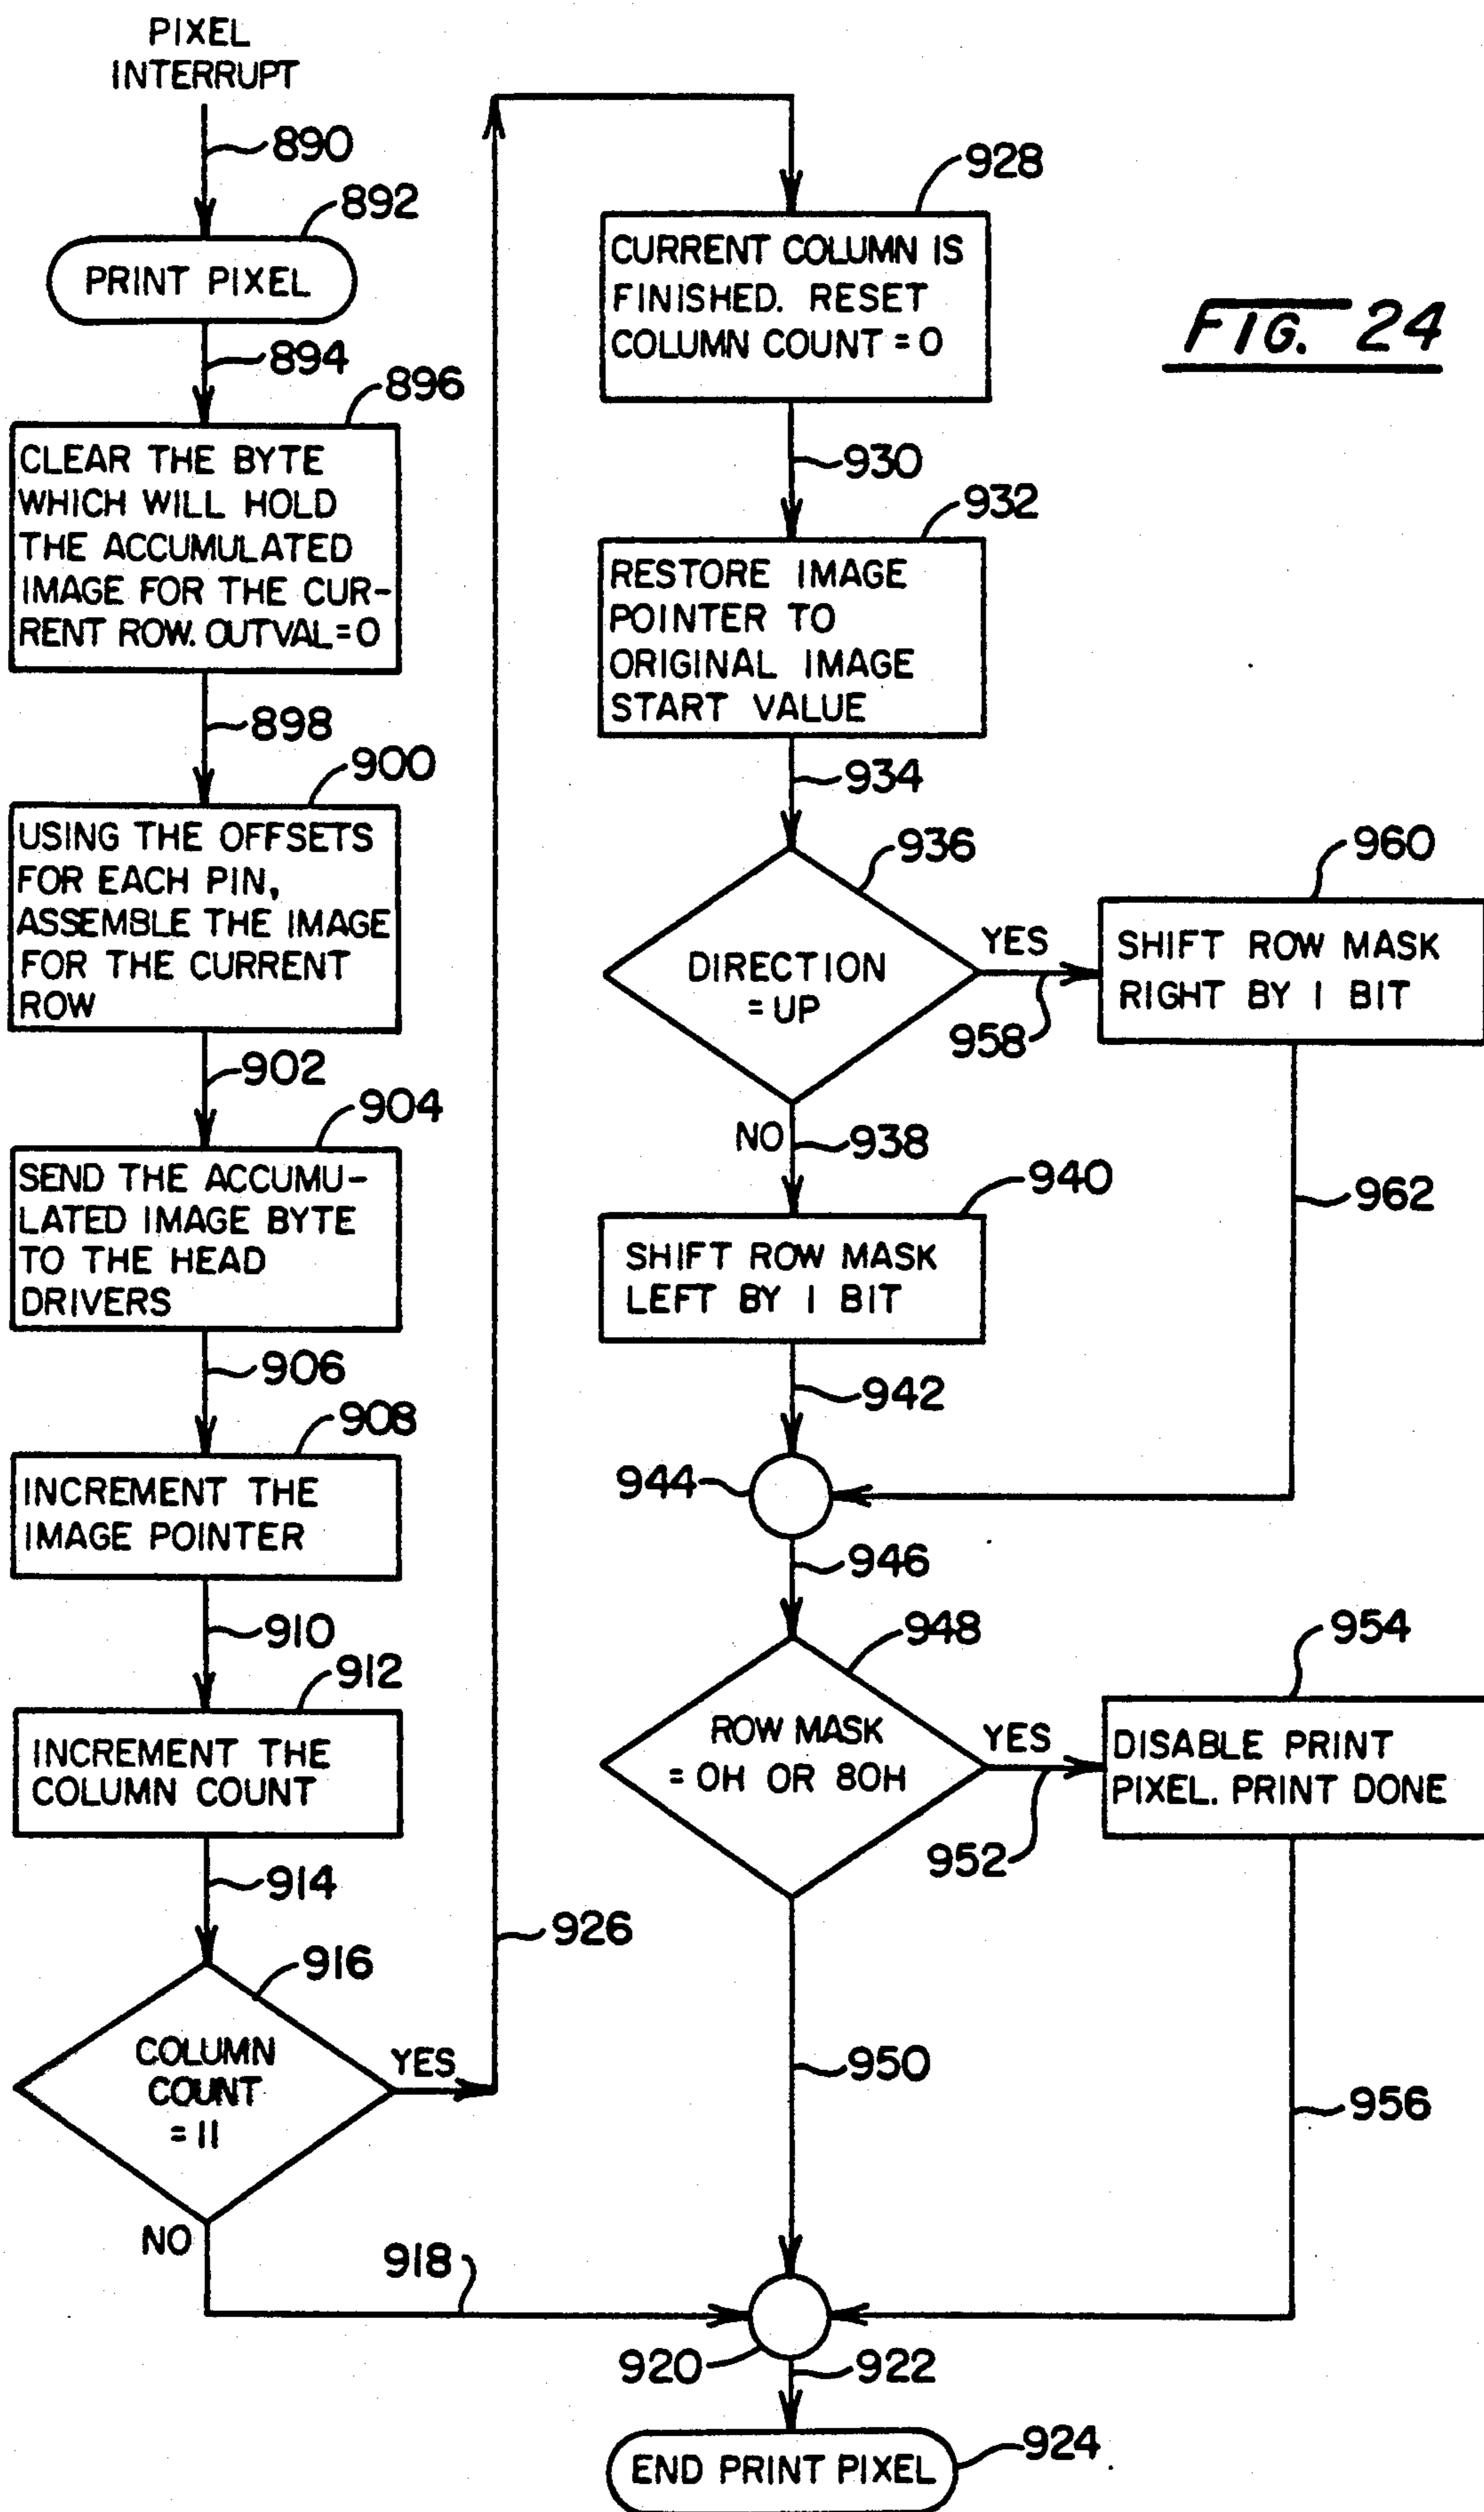 PIXEL
INTERRUPT
890
892
PRINT PIXEL
894
896
CLEAR THE BYTE
WHICH WILL HOLD
THE ACCUMULATED
IMAGE FOR THE CUR-
RENT ROW. OUTVAL=0
898
900
USING THE OFFSETS
FOR EACH PIN,
ASSEMBLE THE IMAGE
FOR THE CURRENT
ROW
902
904
SEND THE ACCUMU-
LATED IMAGE BYTE
TO THE HEAD
DRIVERS
906
908
INCREMENT THE
IMAGE POINTER
910
912
INCREMENT THE
COLUMN COUNT
914
916
COLUMN
COUNT
=11
YES
NO
918
926
928
CURRENT COLUMN IS
FINISHED. RESET
COLUMN COUNT=0
930
932
RESTORE IMAGE
POINTER TO
ORIGINAL IMAGE
START VALUE
934
936
DIRECTION
=UP
YES
958
960
SHIFT ROW MASK
RIGHT BY 1 BIT
962
NO
938
940
SHIFT ROW MASK
LEFT BY 1 BIT
942
944
946
948
ROW MASK
=0H OR 80H
YES
952
954
DISABLE PRINT
PIXEL. PRINT DONE
956
950
920
922
END PRINT PIXEL
924
FIG. 24